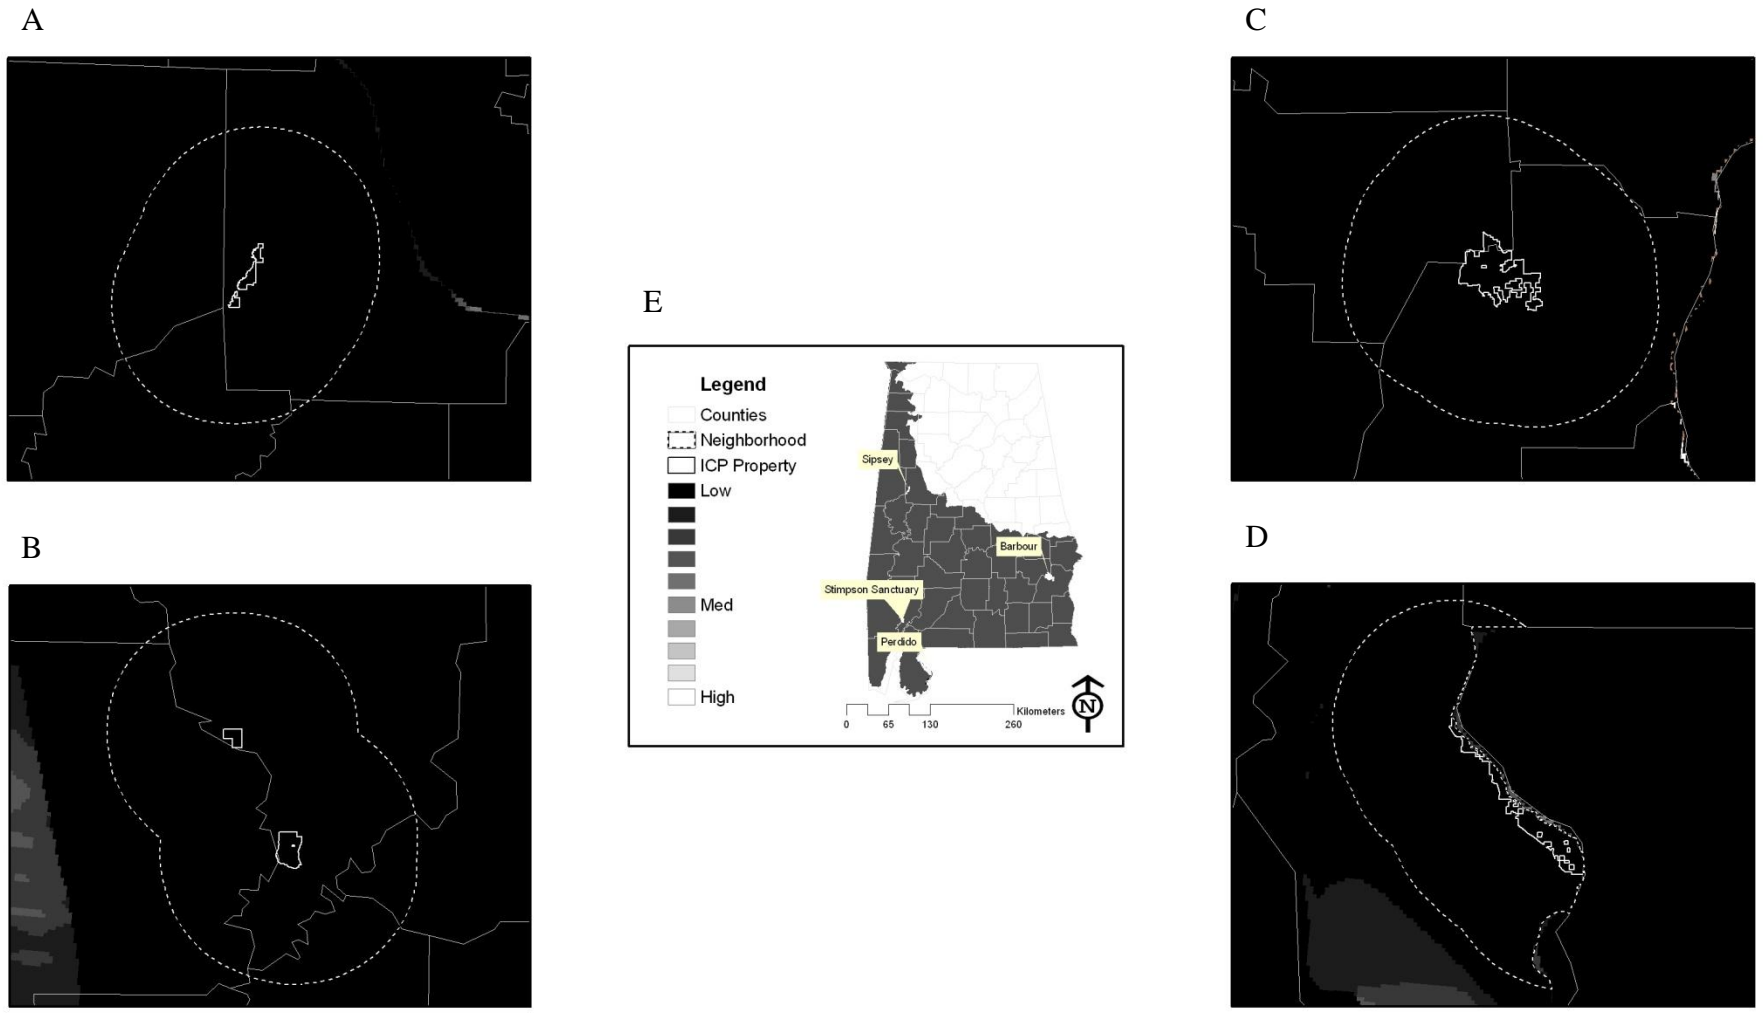 A
C
E
Legend
Counties
Neighborhood
ICP Property
Low
Med
High
Sipsey
Barbour
Stimpson Sanctuary
Perdido
Kilometers
0 65 130 260
N
B
D